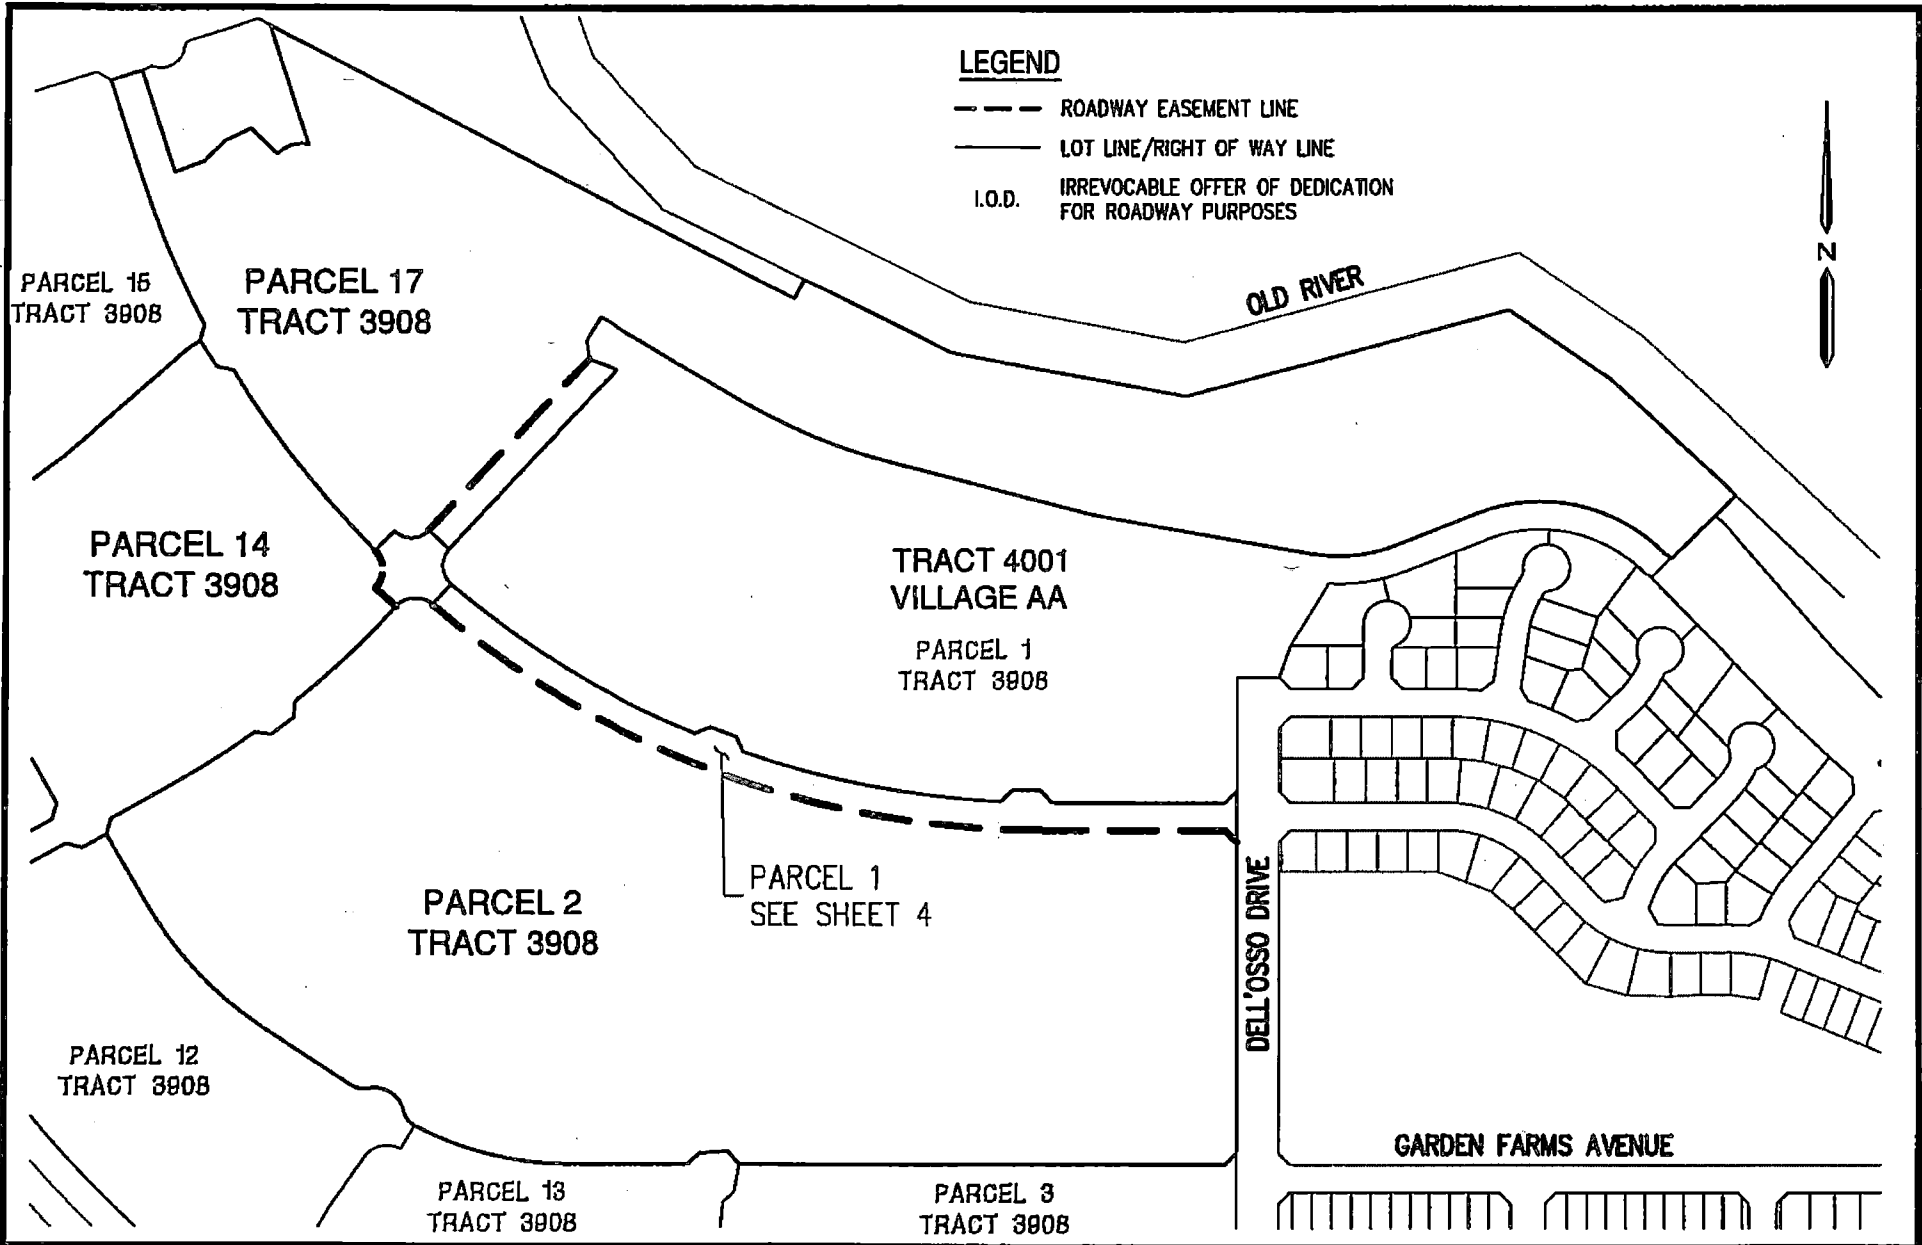 LEGEND
ROADWAY EASEMENT LINE
LOT LINE/RIGHT OF WAY LINE
I.O.D. IRREVOCABLE OFFER OF DEDICATION
FOR ROADWAY PURPOSES
N
OLD RIVER
PARCEL 15
TRACT 3908
PARCEL 17
TRACT 3908
PARCEL 14
TRACT 3908
TRACT 4001
VILLAGE AA
PARCEL 1
TRACT 3908
PARCEL 1
SEE SHEET 4
PARCEL 2
TRACT 3908
DELL'OSSO DRIVE
PARCEL 12
TRACT 3908
GARDEN FARMS AVENUE
PARCEL 13
TRACT 3908
PARCEL 3
TRACT 3908